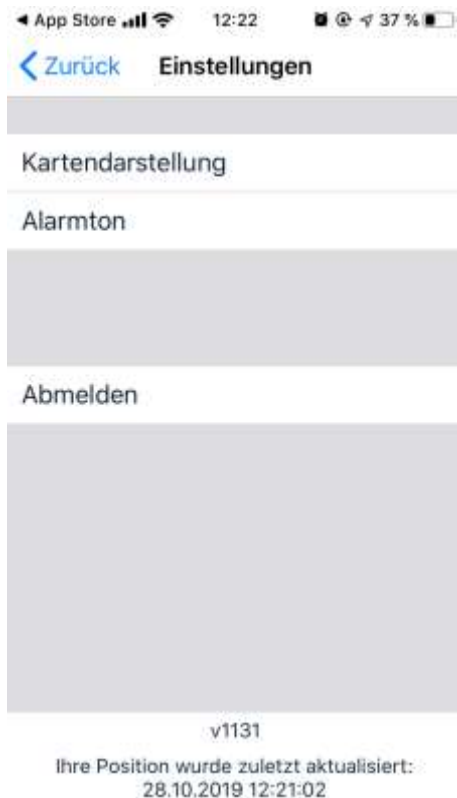 App Store 12:22 37 %
Zurück Einstellungen
Kartendarstellung
Alarmton
Abmelden
v1131
Ihre Position wurde zuletzt aktualisiert:
28.10.2019 12:21:02